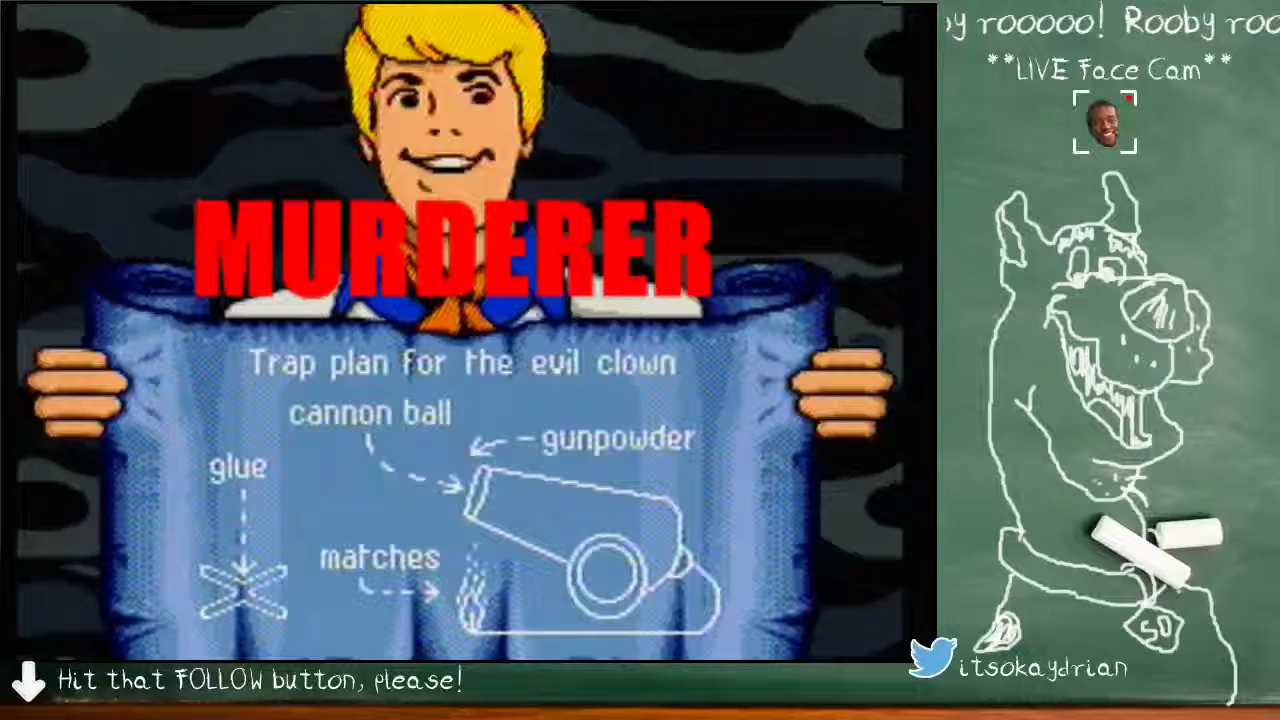 oy rooooo! Rooby roo
**LIVE Face Cam**
MURDERER
Trap plan for the evil clown
cannon ball
gunpowder
glue
matches
50
itsokaydrian
Hit that FOLLOW button, please!